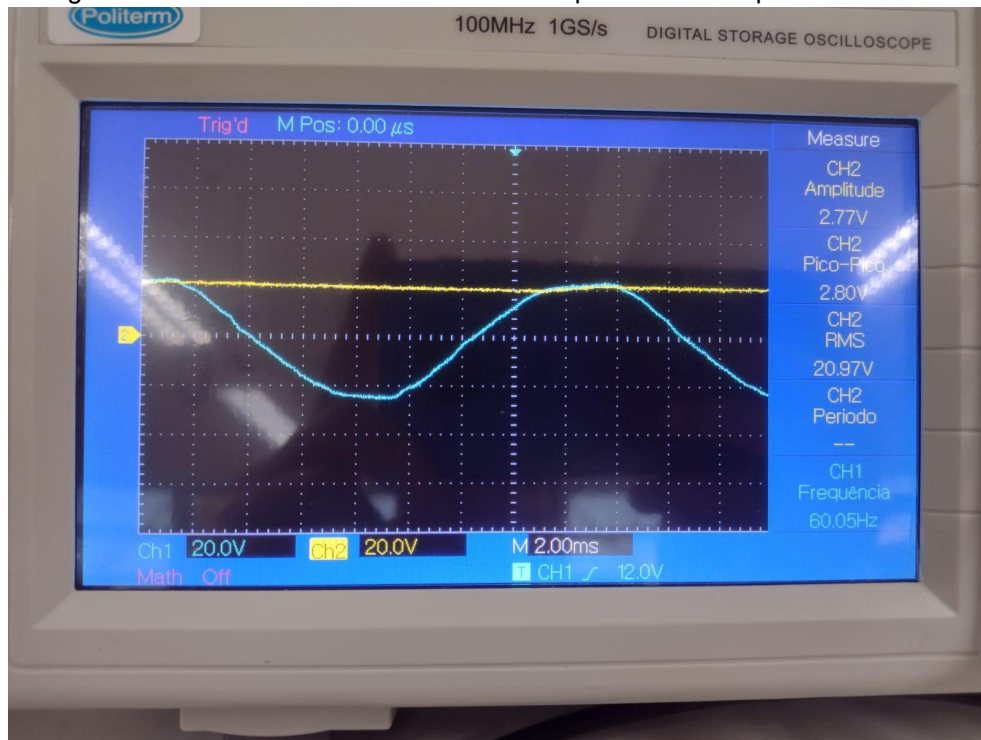 Politerm
100MHz 1GS/s DIGITAL STORAGE OSCILLOSCOPE
Trig'd M Pos: 0.00 μs
Measure
CH2
Amplitude
2.77V
CH2
Pico-Pico
2.80V
CH2
RMS
20.97V
CH2
Periodo
--
CH1
Frequência
60.05Hz
2
Ch1 20.0V Ch2 20.0V M 2.00ms
Math Off T CH1 12.0V